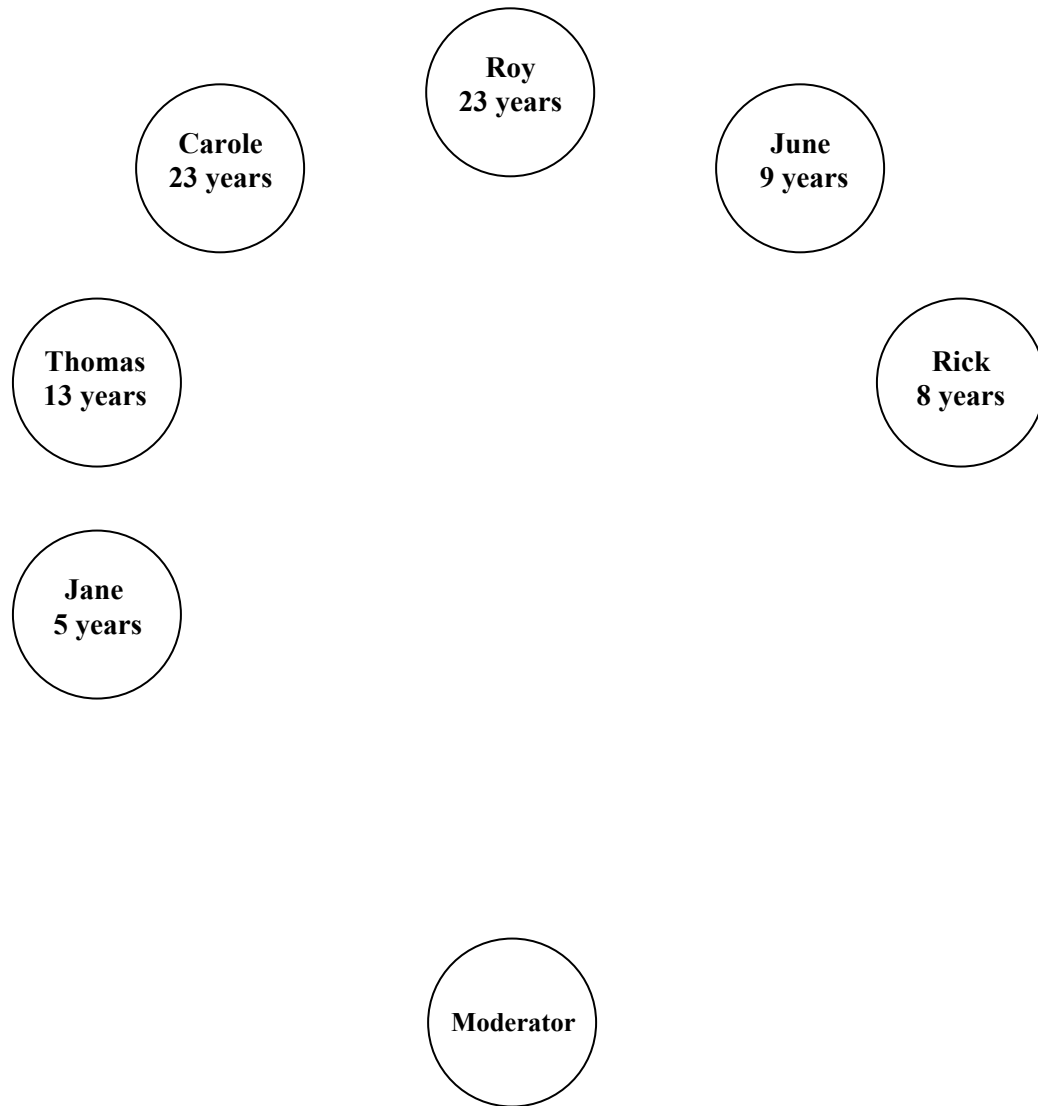 Roy
23 years
Carole
23 years
June
9 years
Thomas
13 years
Rick
8 years
Jane
5 years
Moderator